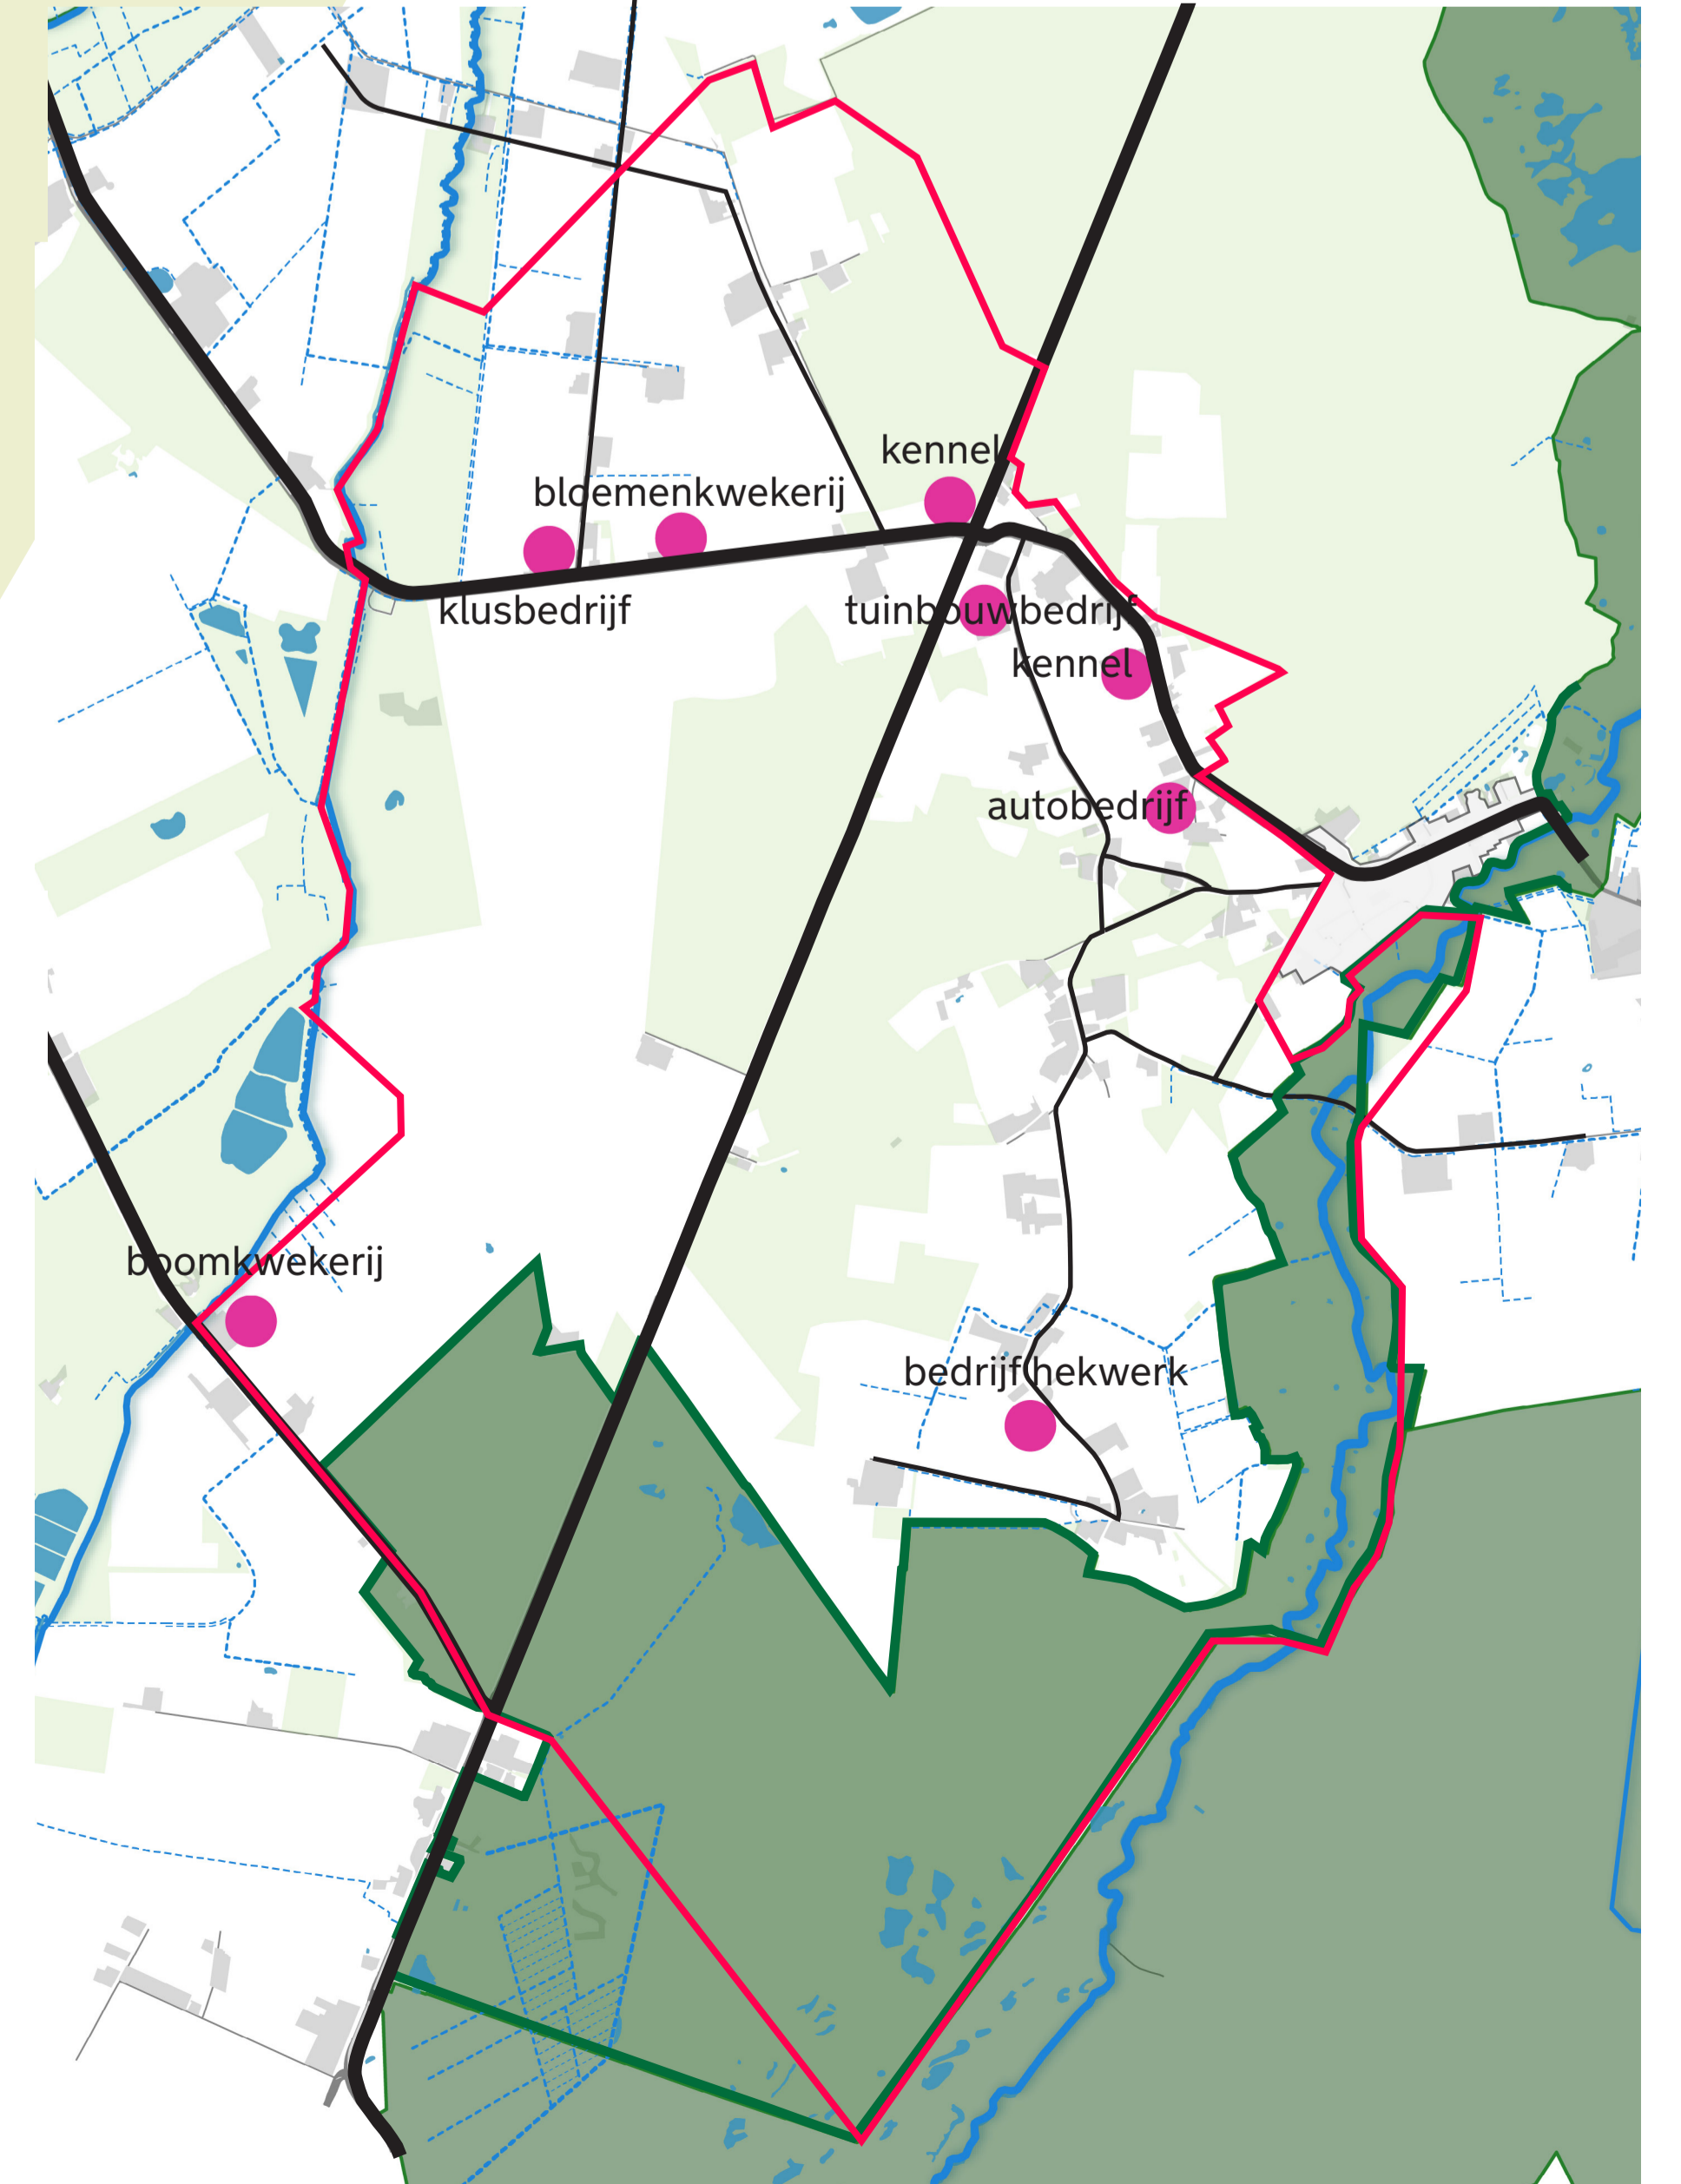 kennel
bloemenkwekerij
klusbedrijf
tuinbouwbedrijf
kennel
autobedrijf
boomkwekerij
bedrijf hekwerk